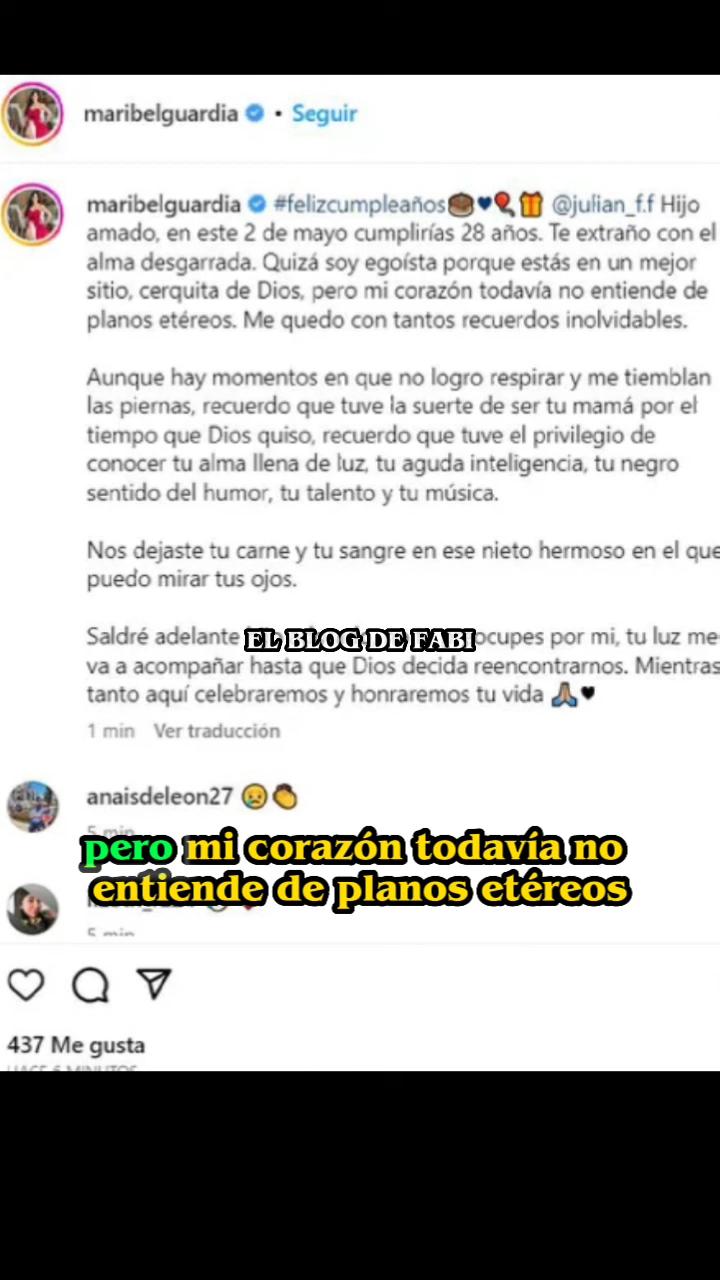 maribelguardia • Seguir
maribelguardia #felizcumpleaños @julian_f.f Hijo
amado, en este 2 de mayo cumplirías 28 años. Te extraño con el
alma desgarrada. Quizá soy egoísta porque estás en un mejor
sitio, cerquita de Dios, pero mi corazón todavía no entiende de
planos etéreos. Me quedo con tantos recuerdos inolvidables.
Aunque hay momentos en que no logro respirar y me tiemblan
las piernas, recuerdo que tuve la suerte de ser tu mamá por el
tiempo que Dios quiso, recuerdo que tuve el privilegio de
conocer tu alma llena de luz, tu aguda inteligencia, tu negro
sentido del humor, tu talento y tu música.
Nos dejaste tu carne y tu sangre en ese nieto hermoso en el que
puedo mirar tus ojos.
Saldré adelante ocupes por mi, tu luz me
EL BLOG DE FABI
va a acompañar hasta que Dios decida reencontrarnos. Mientras
tanto aquí celebraremos y honraremos tu vida 🙏🏽🖤
1 min Ver traducción
anaisdeleon27 😢👏
5 min
pero mi corazón todavía no
entiende de planos etéreos
5 min
437 Me gusta
HACE 6 MINUTOS